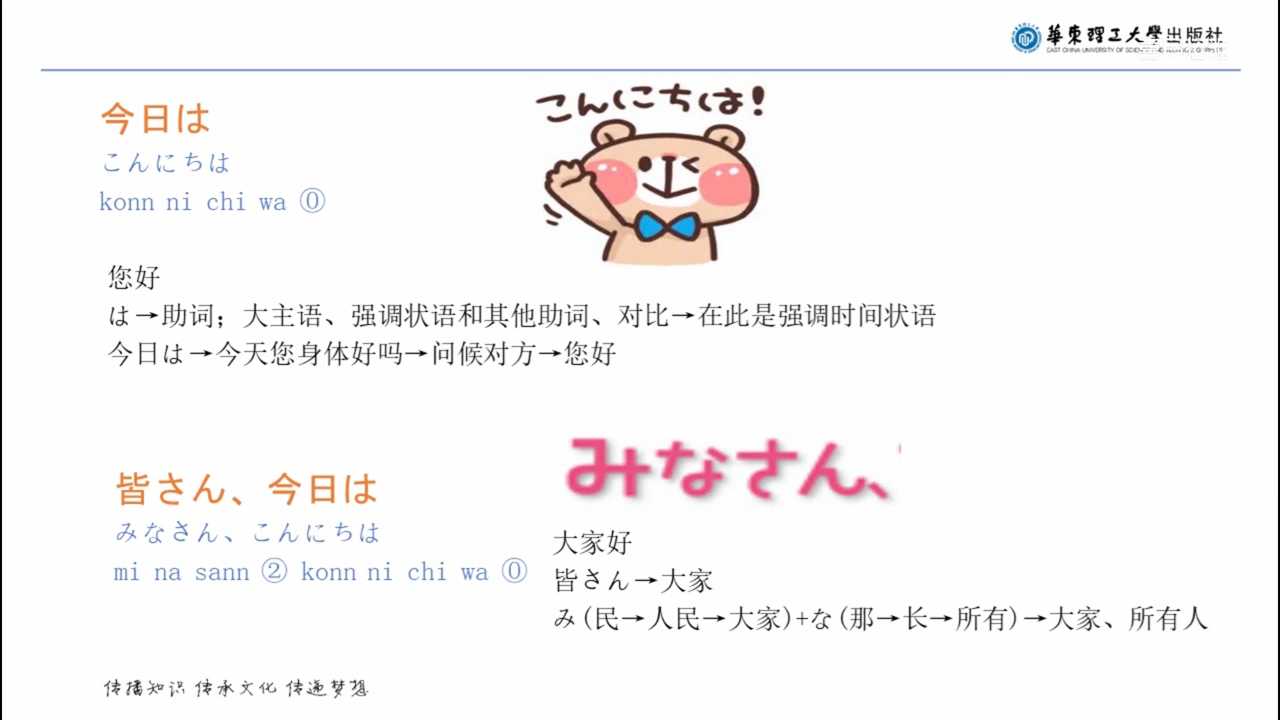 華東理工大學出版社
今日は
こんにちは
konn ni chi wa ⓪
こんにちは!
您好
は→助词；大主语、强调状语和其他助词、对比→在此是强调时间状语
今日は→今天您身体好吗→问候对方→您好
皆さん、今日は
みなさん、こんにちは
mi na sann ② konn ni chi wa ⓪
みなさん、
大家好
皆さん→大家
み(民→人民→大家)+な(那→长→所有)→大家、所有人
传播知识 传承文化 传递梦想